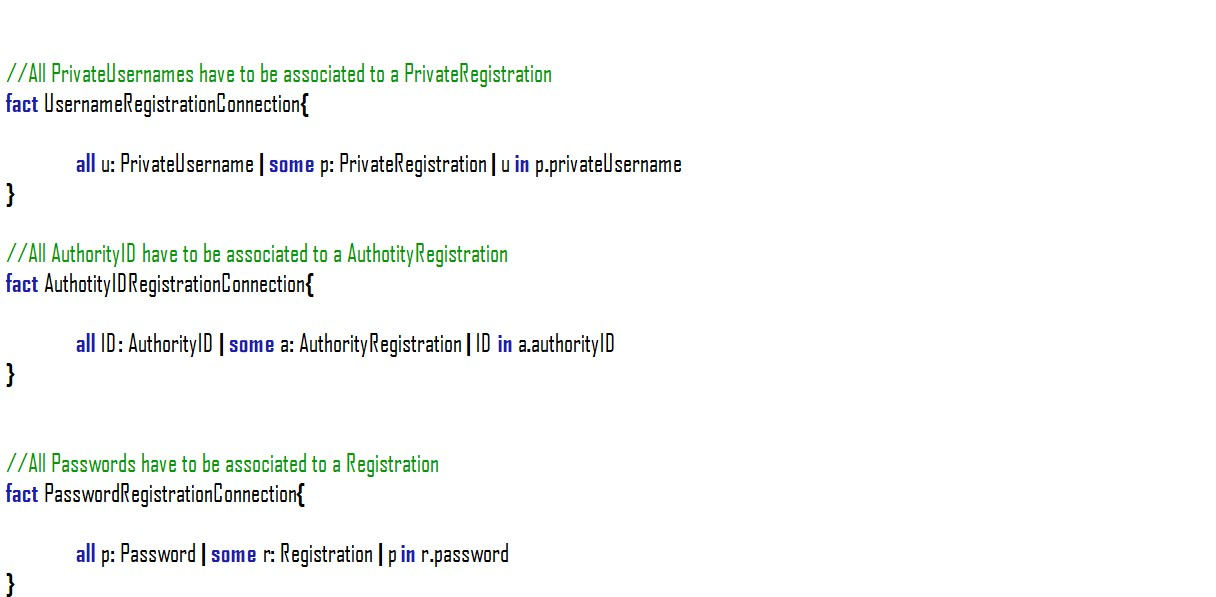 //All PrivateUsernames have to be associated to a PrivateRegistration
fact UsernameRegistrationConnection{
all u: PrivateUsername | some p: PrivateRegistration | u in p.privateUsername
}
//All AuthorityID have to be associated to a AuthotityRegistration
fact AuthotityIDRegistrationConnection{
all ID: AuthorityID | some a: AuthorityRegistration | ID in a.authorityID
}
//All Passwords have to be associated to a Registration
fact PasswordRegistrationConnection{
all p: Password | some r: Registration | p in r.password
}